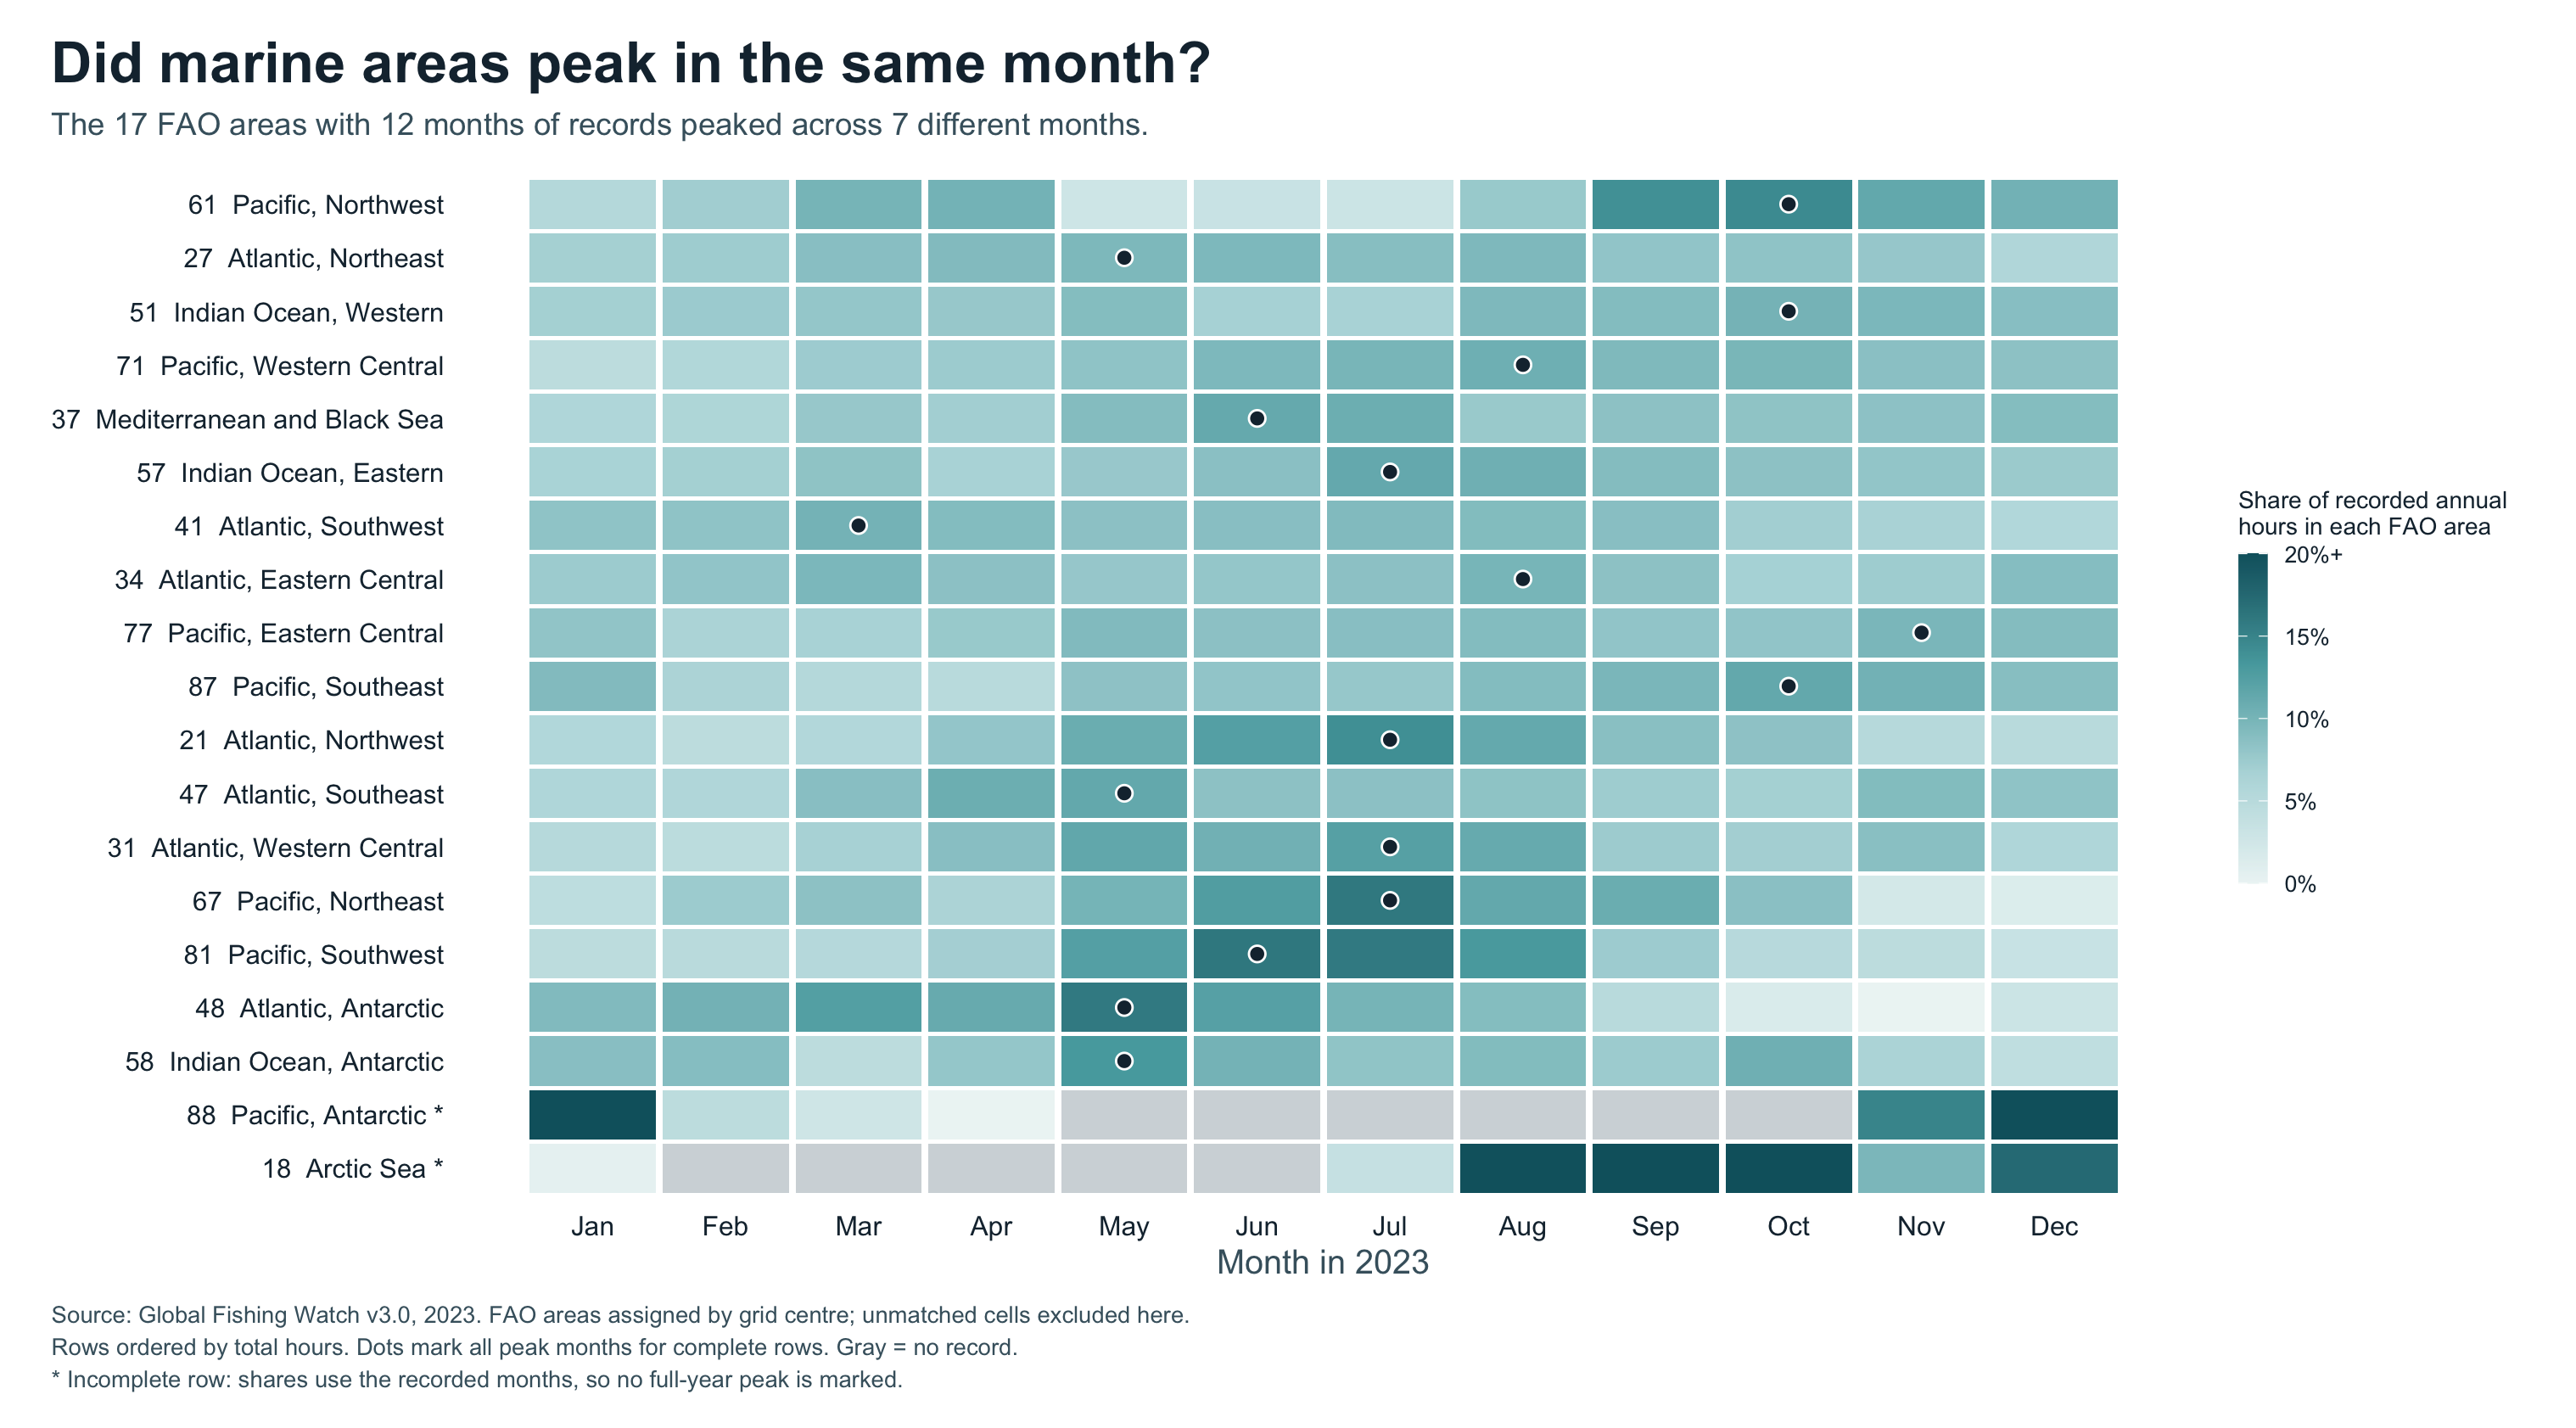 Did marine areas peak in the same month?
The 17 FAO areas with 12 months of records peaked across 7 different months.
61 Pacific, Northwest
27 Atlantic, Northeast
51 Indian Ocean, Western
71 Pacific, Western Central
37 Mediterranean and Black Sea
57 Indian Ocean, Eastern
41 Atlantic, Southwest
34 Atlantic, Eastern Central
77 Pacific, Eastern Central
87 Pacific, Southeast
21 Atlantic, Northwest
47 Atlantic, Southeast
31 Atlantic, Western Central
67 Pacific, Northeast
81 Pacific, Southwest
48 Atlantic, Antarctic
58 Indian Ocean, Antarctic
88 Pacific, Antarctic *
18 Arctic Sea *
Jan Feb Mar Apr May Jun Jul Aug Sep Oct Nov Dec
Month in 2023
Share of recorded annual
hours in each FAO area
20%+
15%
10%
5%
0%
Source: Global Fishing Watch v3.0, 2023. FAO areas assigned by grid centre; unmatched cells excluded here.
Rows ordered by total hours. Dots mark all peak months for complete rows. Gray = no record.
* Incomplete row: shares use the recorded months, so no full-year peak is marked.